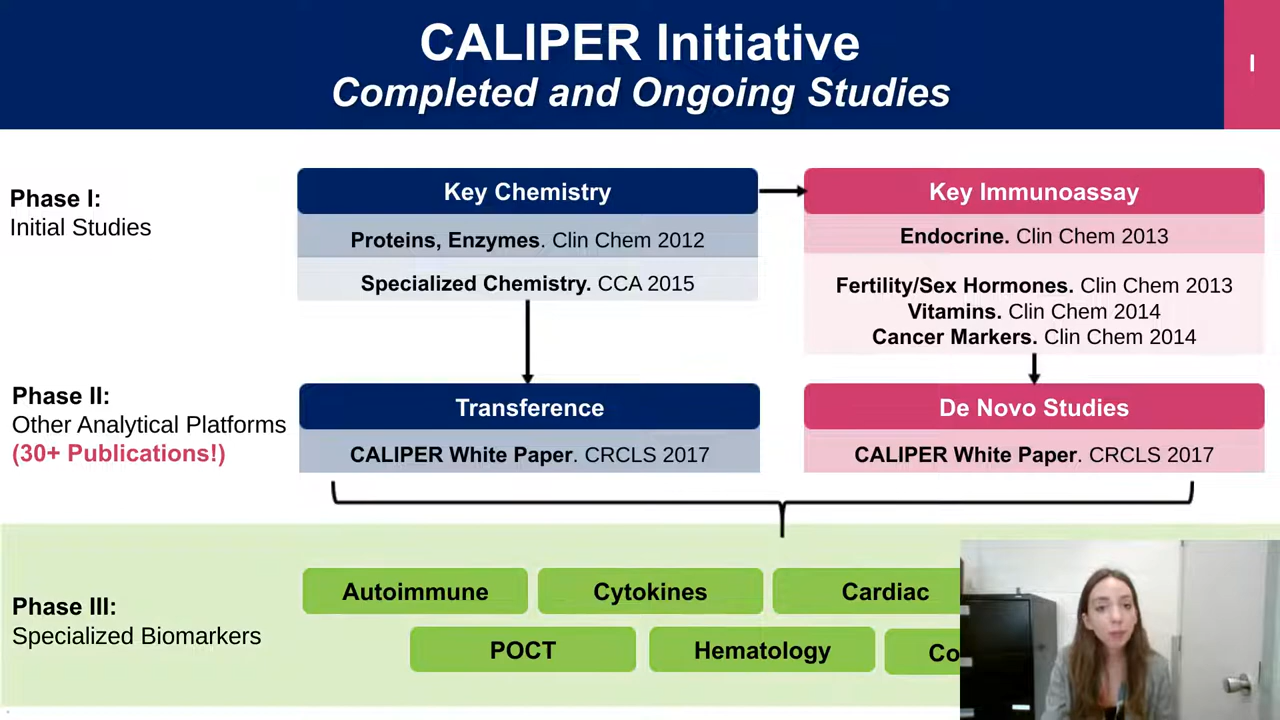 CALIPER Initiative
Completed and Ongoing Studies
Phase I:
Initial Studies
Key Chemistry
Proteins, Enzymes. Clin Chem 2012
Specialized Chemistry. CCA 2015
Key Immunoassay
Endocrine. Clin Chem 2013
Fertility/Sex Hormones. Clin Chem 2013
Vitamins. Clin Chem 2014
Cancer Markers. Clin Chem 2014
Phase II:
Other Analytical Platforms
(30+ Publications!)
Transference
CALIPER White Paper. CRCLS 2017
De Novo Studies
CALIPER White Paper. CRCLS 2017
Phase III:
Specialized Biomarkers
Autoimmune
Cytokines
Cardiac
POCT
Hematology